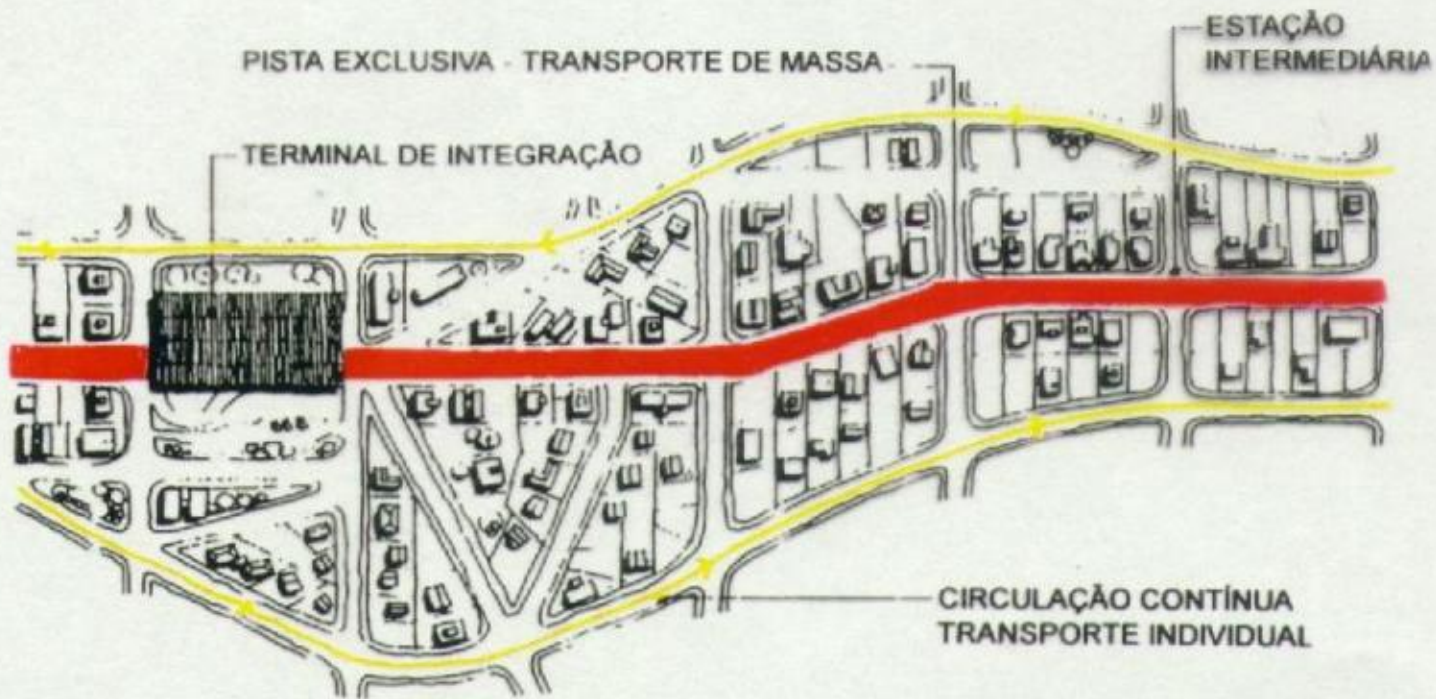 ESTAÇÃO
INTERMEDIÁRIA
PISTA EXCLUSIVA - TRANSPORTE DE MASSA
TERMINAL DE INTEGRAÇÃO
CIRCULAÇÃO CONTÍNUA
TRANSPORTE INDIVIDUAL